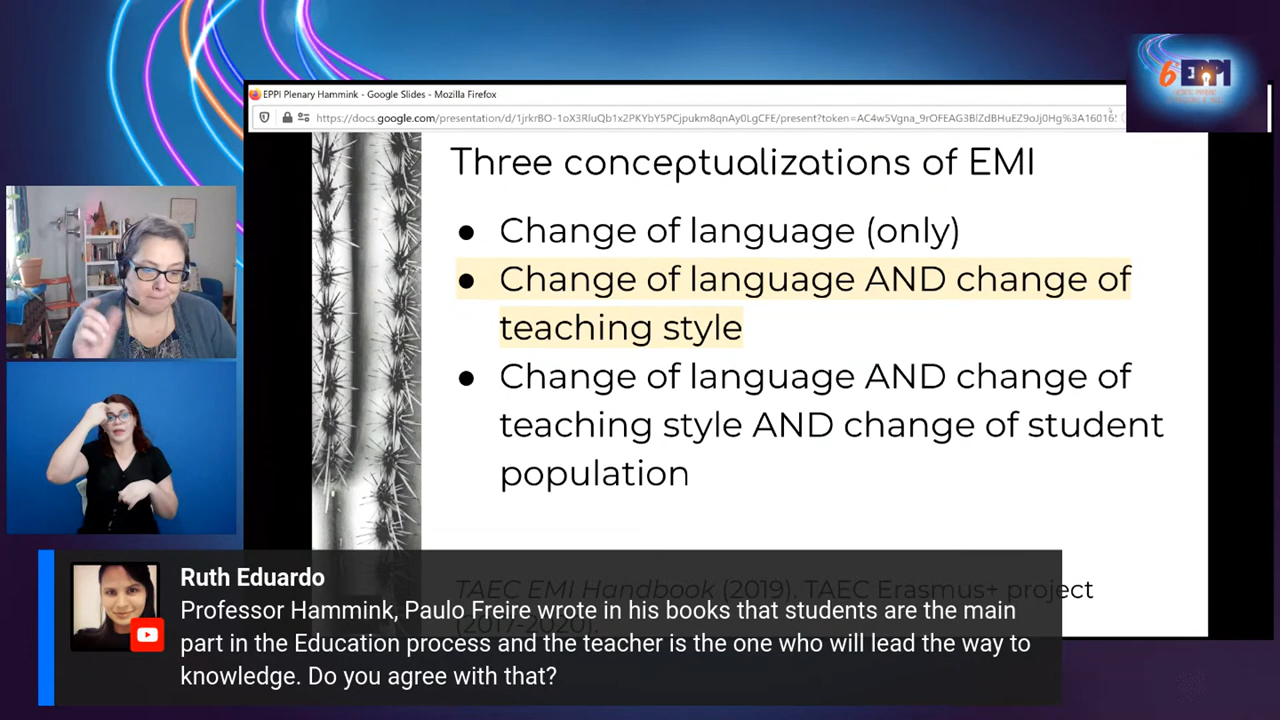 EPPI Plenary Hammink - Google Slides - Mozilla Firefox
6EPPI
Three conceptualizations of EMI
● Change of language (only)
● Change of language AND change of
teaching style
● Change of language AND change of
teaching style AND change of student
population
TAEC EMI Handbook (2019). TAEC Erasmus+ project
(2017-2020).
Ruth Eduardo
Professor Hammink, Paulo Freire wrote in his books that students are the main
part in the Education process and the teacher is the one who will lead the way to
knowledge. Do you agree with that?